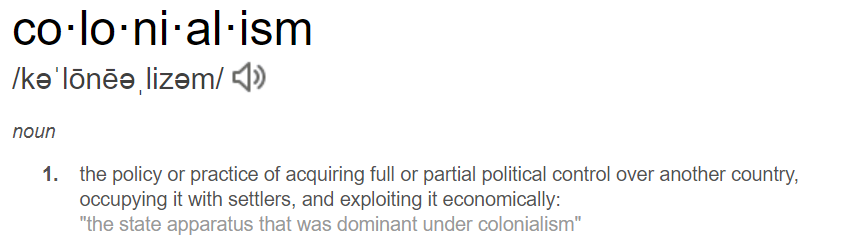 co·lo·ni·al·ism
/kəˈlōnēəˌlizəm/
noun
1. the policy or practice of acquiring full or partial political control over another country,
occupying it with settlers, and exploiting it economically:
"the state apparatus that was dominant under colonialism"